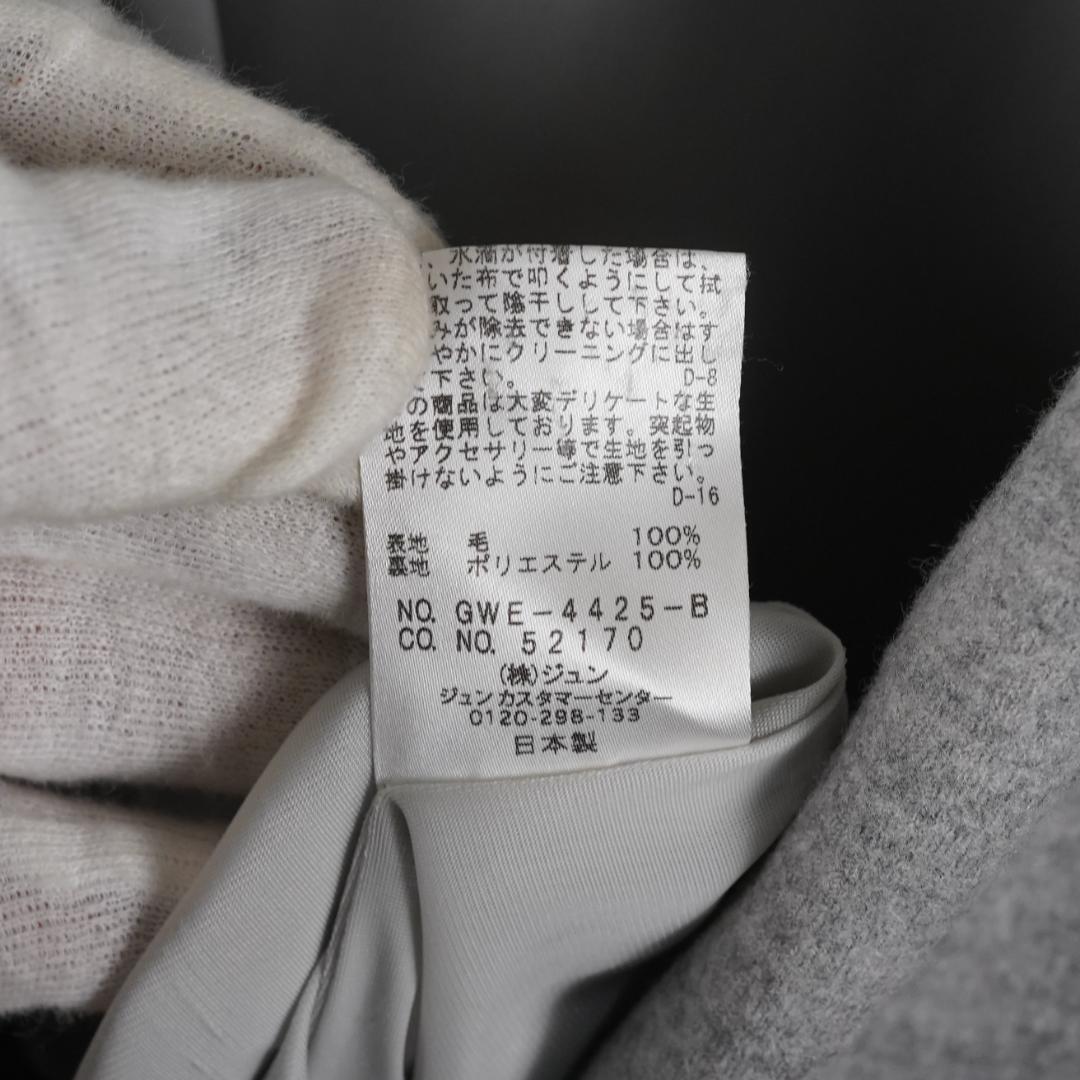 、水滴が付着した場合は、
いた布で叩くようにして拭
取って陰干しして下さい。
みが除去できない場合はす
やかにクリーニングに出し
下さい。
D-8
の商品は大変デリケートな生
地を使用しております。突起物
やアクセサリー等で生地を引っ
掛けないようにご注意下さい。
D-16
表地 毛 100%
裏地 ポリエステル 100%
NO. GWE-4425-B
CO. NO. 52170
(株)ジュン
ジュンカスタマーセンター
0120-298-133
日本製